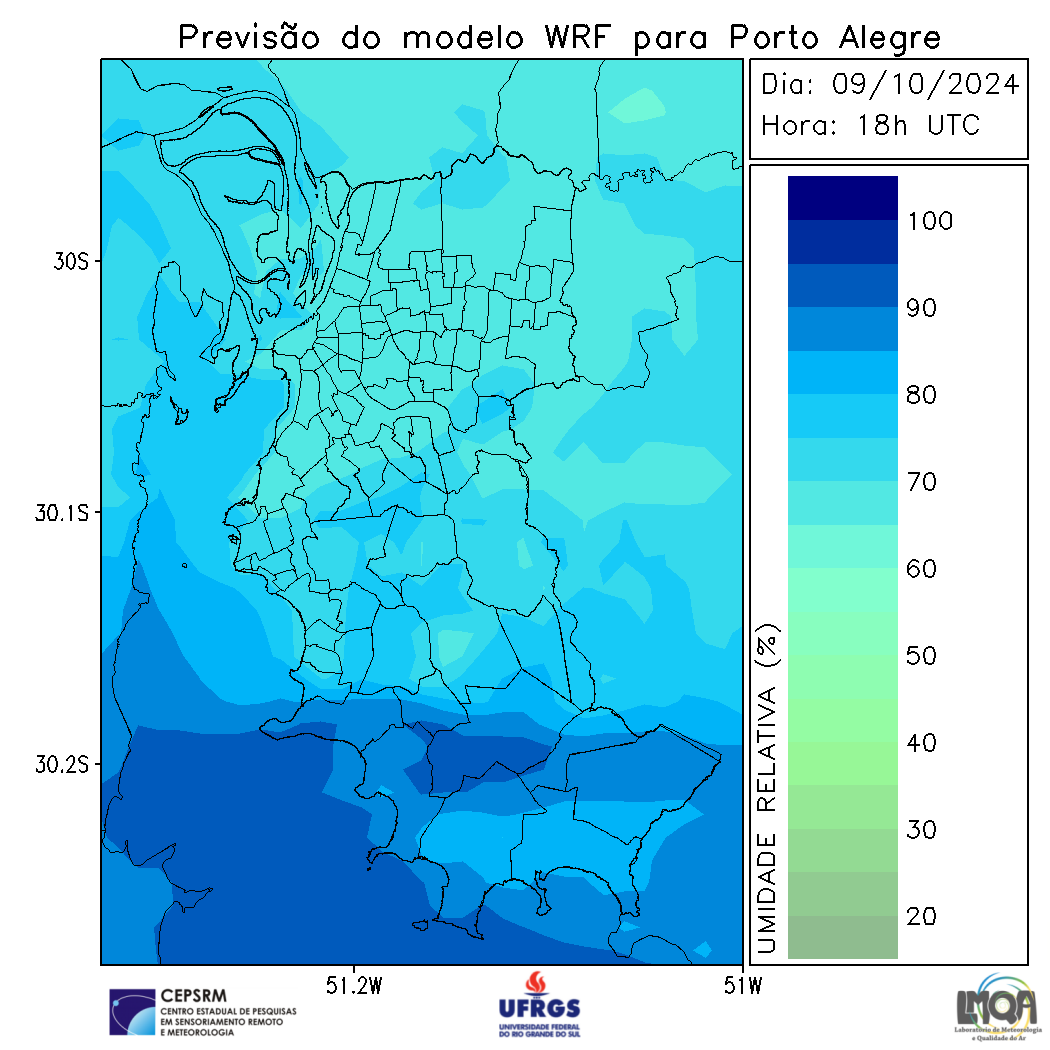 Previsão do modelo WRF para Porto Alegre
Dia: 09/10/2024
Hora: 18h UTC
100
90
80
70
60
50
40
30
20
UMIDADE RELATIVA (%)
30S
30.1S
30.2S
51.2W
51W
CEPSRM
CENTRO ESTADUAL DE PESQUISAS
EM SENSORIAMENTO REMOTO
E METEOROLOGIA
UFRGS
UNIVERSIDADE FEDERAL
DO RIO GRANDE DO SUL
LMQA
Laboratório de Meteorologia
e Qualidade do Ar